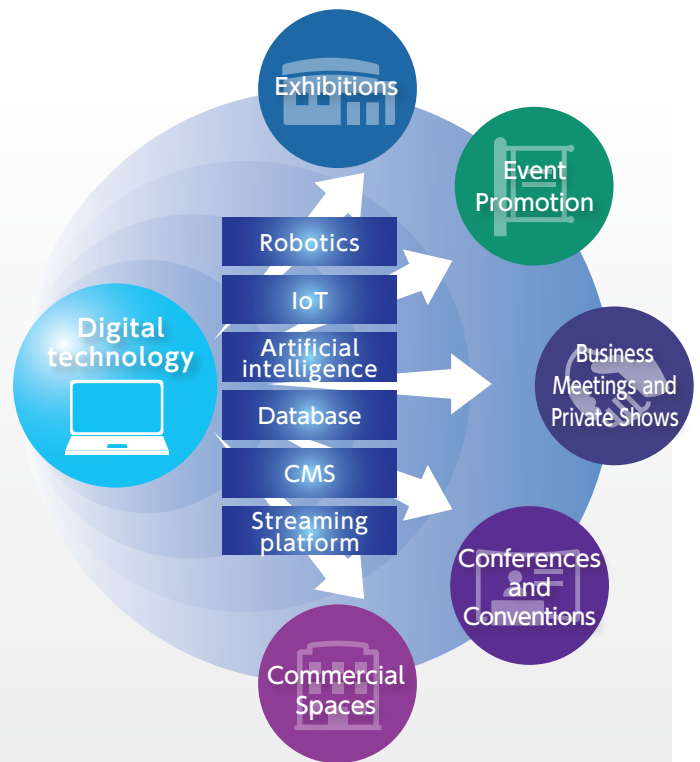 Exhibitions
Event
Promotion
Robotics
IoT
Digital
technology
Artificial
intelligence
Business
Meetings and
Private Shows
Database
CMS
Streaming
platform
Conferences
and
Conventions
Commercial
Spaces